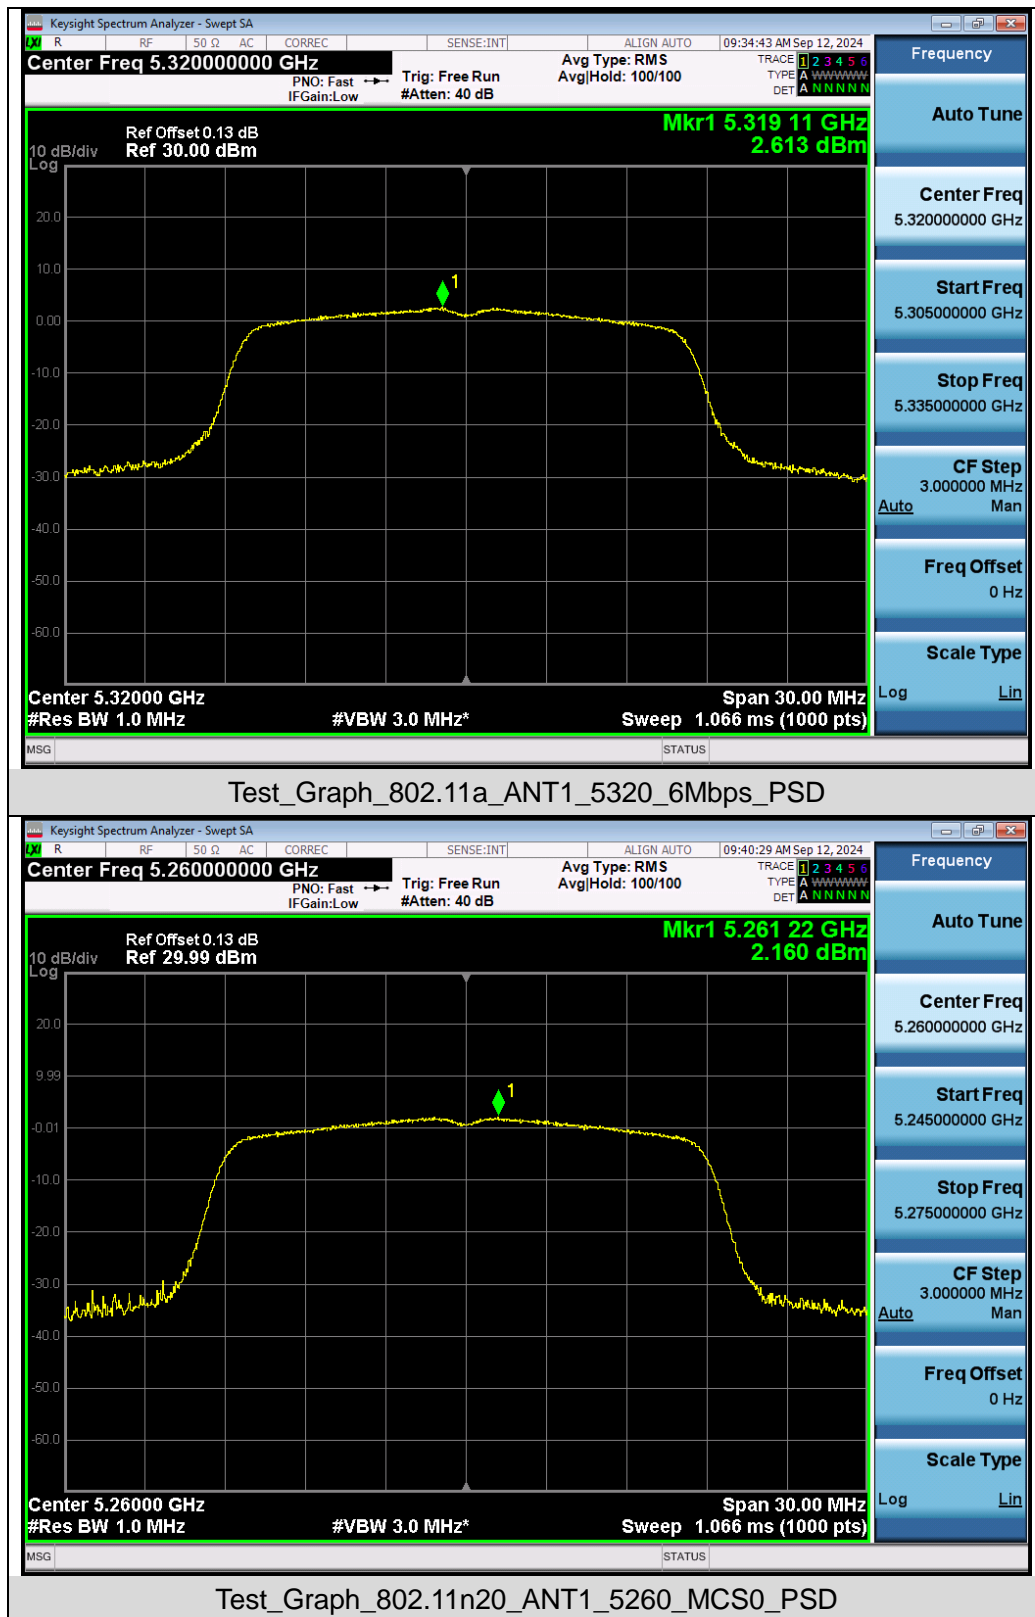 Keysight Spectrum Analyzer - Swept SA
LXI R RF 50 Ω AC CORREC SENSE:INT ALIGN AUTO 09:34:43 AM Sep 12, 2024
Center Freq 5.320000000 GHz
PNO: Fast
IFGain:Low
Trig: Free Run
#Atten: 40 dB
Avg Type: RMS
Avg|Hold: 100/100
TRACE 1 2 3 4 5 6
TYPE A WWWWW
DET A N N N N N
Ref Offset 0.13 dB
Ref 30.00 dBm
Mkr1 5.319 11 GHz
2.613 dBm
10 dB/div
Log
20.0
10.0
0.00
-10.0
-20.0
-30.0
-40.0
-50.0
-60.0
1
Center 5.32000 GHz
Span 30.00 MHz
#Res BW 1.0 MHz
#VBW 3.0 MHz*
Sweep 1.066 ms (1000 pts)
MSG
STATUS
Frequency
Auto Tune
Center Freq
5.320000000 GHz
Start Freq
5.305000000 GHz
Stop Freq
5.335000000 GHz
CF Step
3.000000 MHz
Auto Man
Freq Offset
0 Hz
Scale Type
Log Lin
Test_Graph_802.11a_ANT1_5320_6Mbps_PSD
Keysight Spectrum Analyzer - Swept SA
LXI R RF 50 Ω AC CORREC SENSE:INT ALIGN AUTO 09:40:29 AM Sep 12, 2024
Center Freq 5.260000000 GHz
PNO: Fast
IFGain:Low
Trig: Free Run
#Atten: 40 dB
Avg Type: RMS
Avg|Hold: 100/100
TRACE 1 2 3 4 5 6
TYPE A WWWWW
DET A N N N N N
Ref Offset 0.13 dB
Ref 29.99 dBm
Mkr1 5.261 22 GHz
2.160 dBm
10 dB/div
Log
20.0
9.99
-0.01
-10.0
-20.0
-30.0
-40.0
-50.0
-60.0
1
Center 5.26000 GHz
Span 30.00 MHz
#Res BW 1.0 MHz
#VBW 3.0 MHz*
Sweep 1.066 ms (1000 pts)
MSG
STATUS
Frequency
Auto Tune
Center Freq
5.260000000 GHz
Start Freq
5.245000000 GHz
Stop Freq
5.275000000 GHz
CF Step
3.000000 MHz
Auto Man
Freq Offset
0 Hz
Scale Type
Log Lin
Test_Graph_802.11n20_ANT1_5260_MCS0_PSD